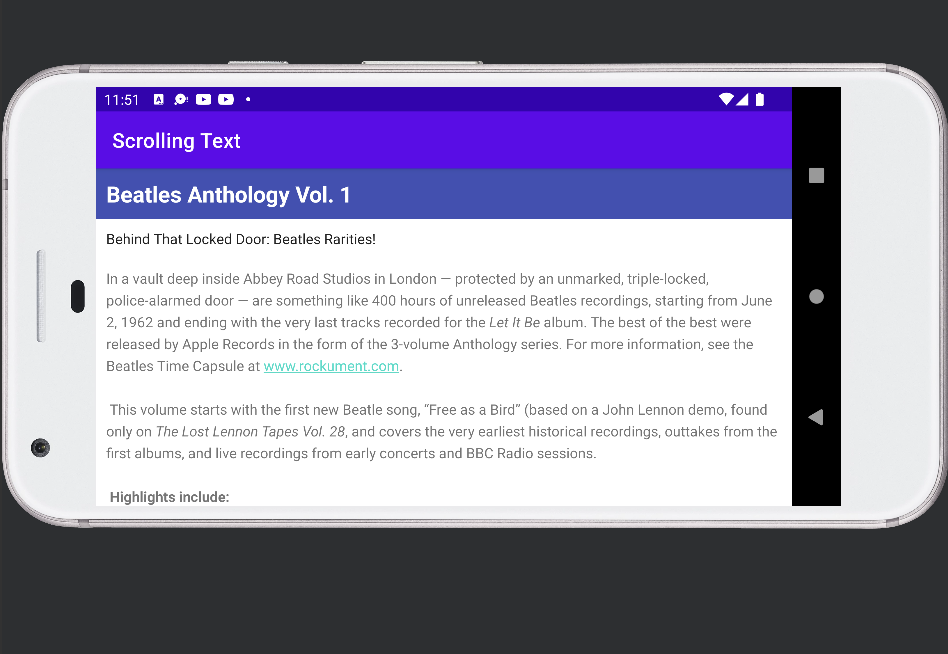 11:51
Scrolling Text
Beatles Anthology Vol. 1
Behind That Locked Door: Beatles Rarities!
In a vault deep inside Abbey Road Studios in London — protected by an unmarked, triple-locked,
police-alarmed door — are something like 400 hours of unreleased Beatles recordings, starting from June
2, 1962 and ending with the very last tracks recorded for the Let It Be album. The best of the best were
released by Apple Records in the form of the 3-volume Anthology series. For more information, see the
Beatles Time Capsule at www.rockument.com.
This volume starts with the first new Beatle song, “Free as a Bird” (based on a John Lennon demo, found
only on The Lost Lennon Tapes Vol. 28, and covers the very earliest historical recordings, outtakes from the
first albums, and live recordings from early concerts and BBC Radio sessions.
Highlights include: